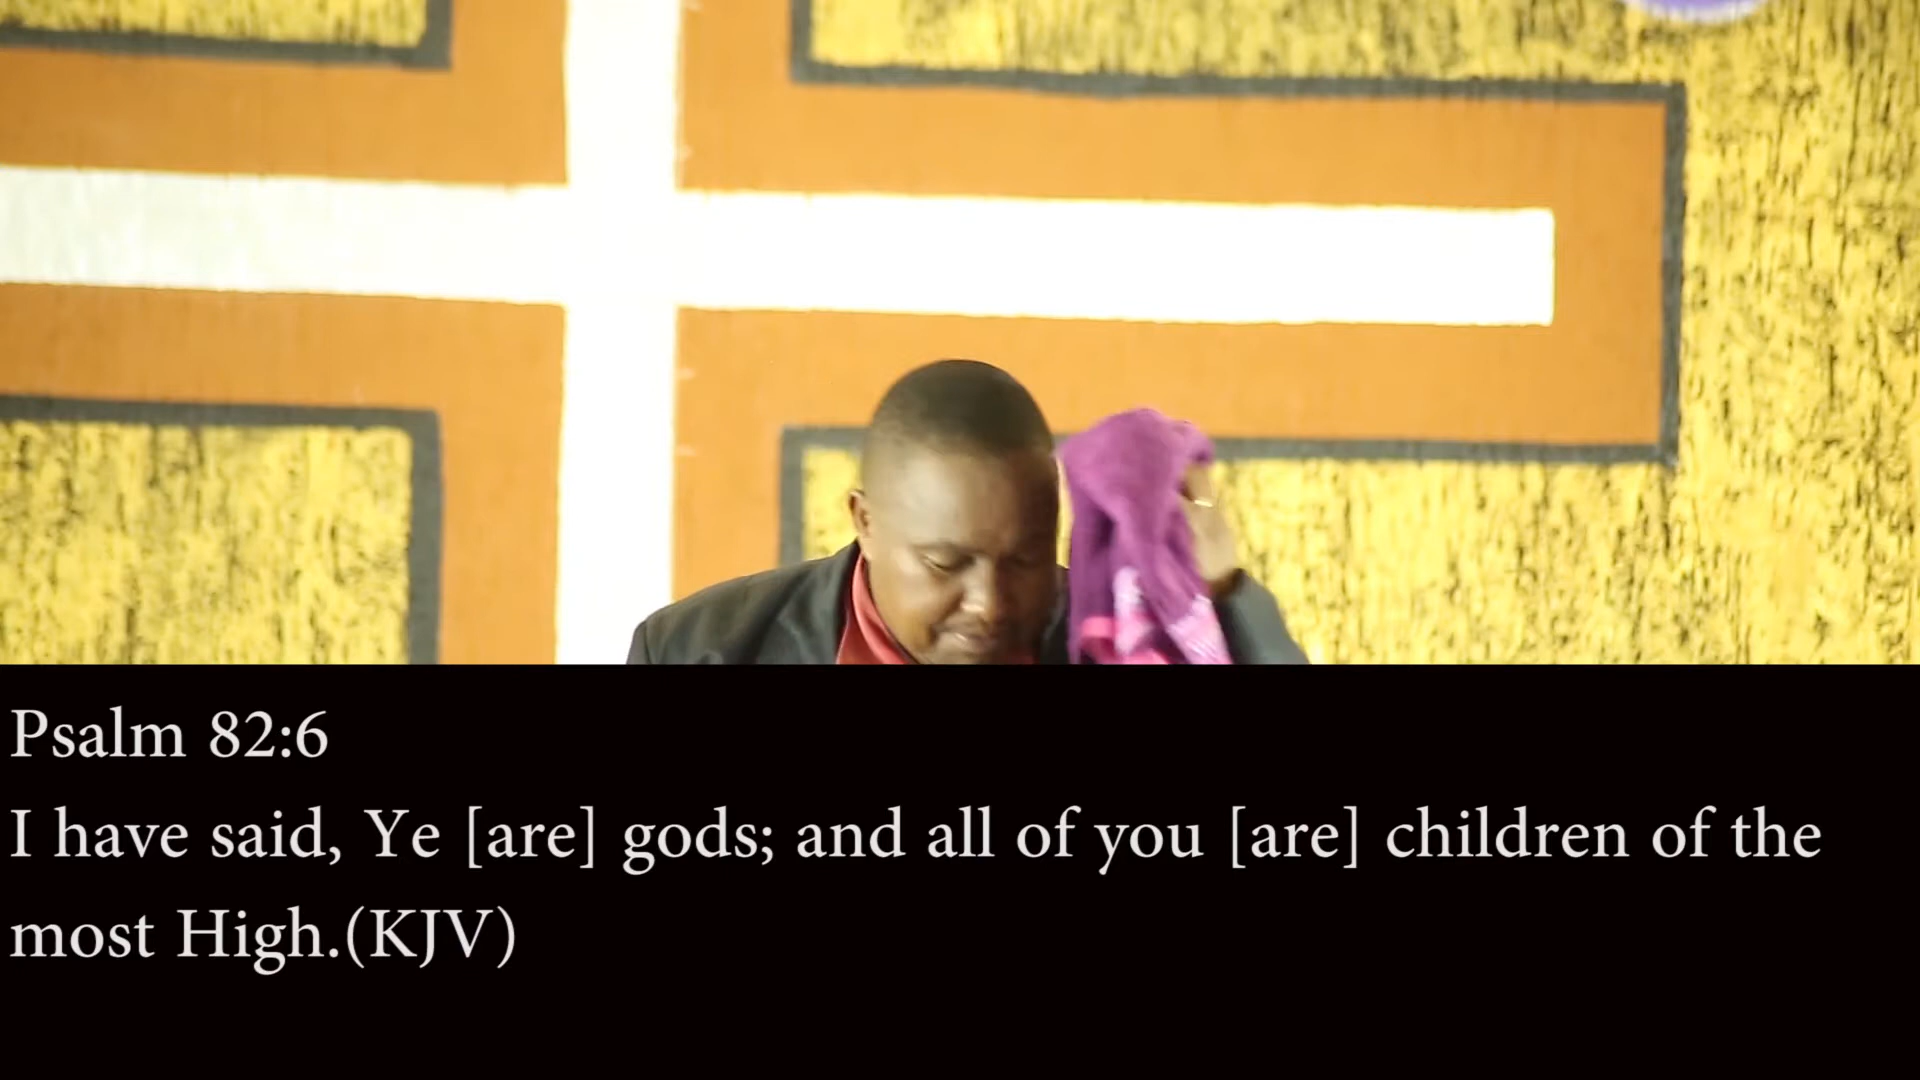 Psalm 82:6
I have said, Ye [are] gods; and all of you [are] children of the
most High.(KJV)